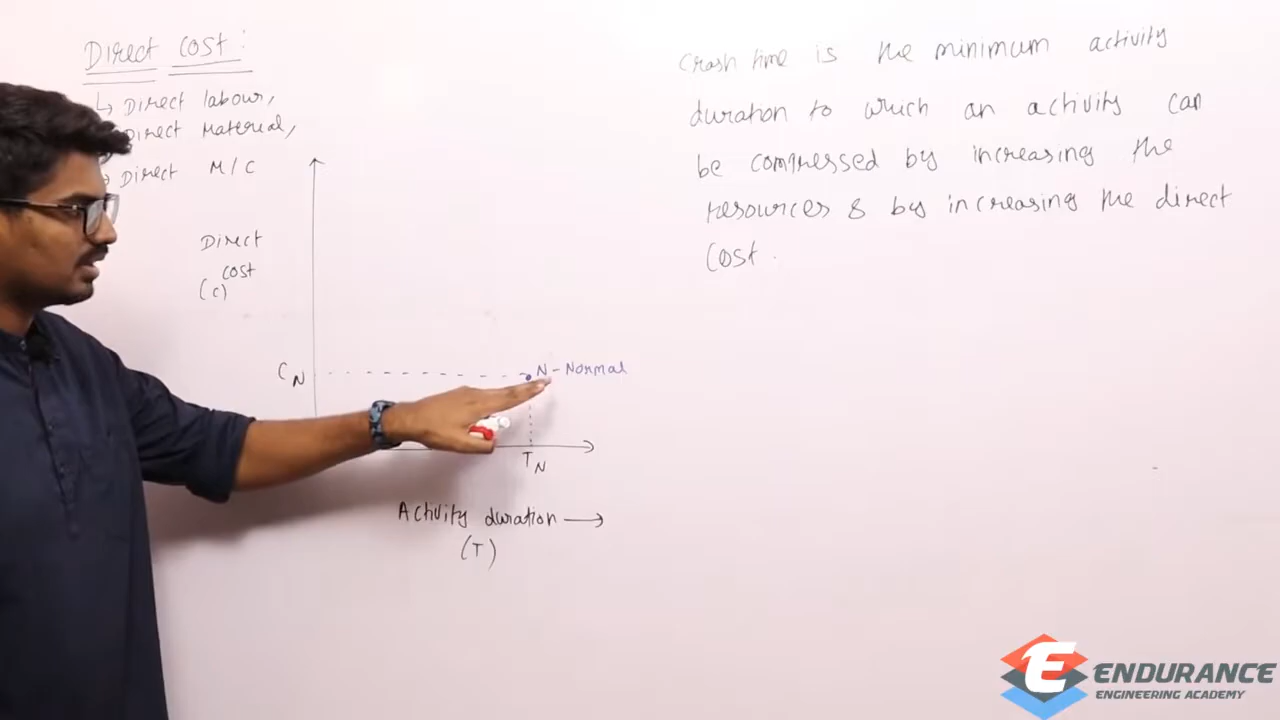 Direct cost:
↳ Direct labour,
Direct Material,
↳ Direct M/C
Direct
cost
(c)
CN
N - Normal
TN
Activity duration →
(T)
Crash time is the minimum activity
duration to which an activity can
be compressed by increasing the
resources & by increasing the direct
Cost.
E ENDURANCE
ENGINEERING ACADEMY